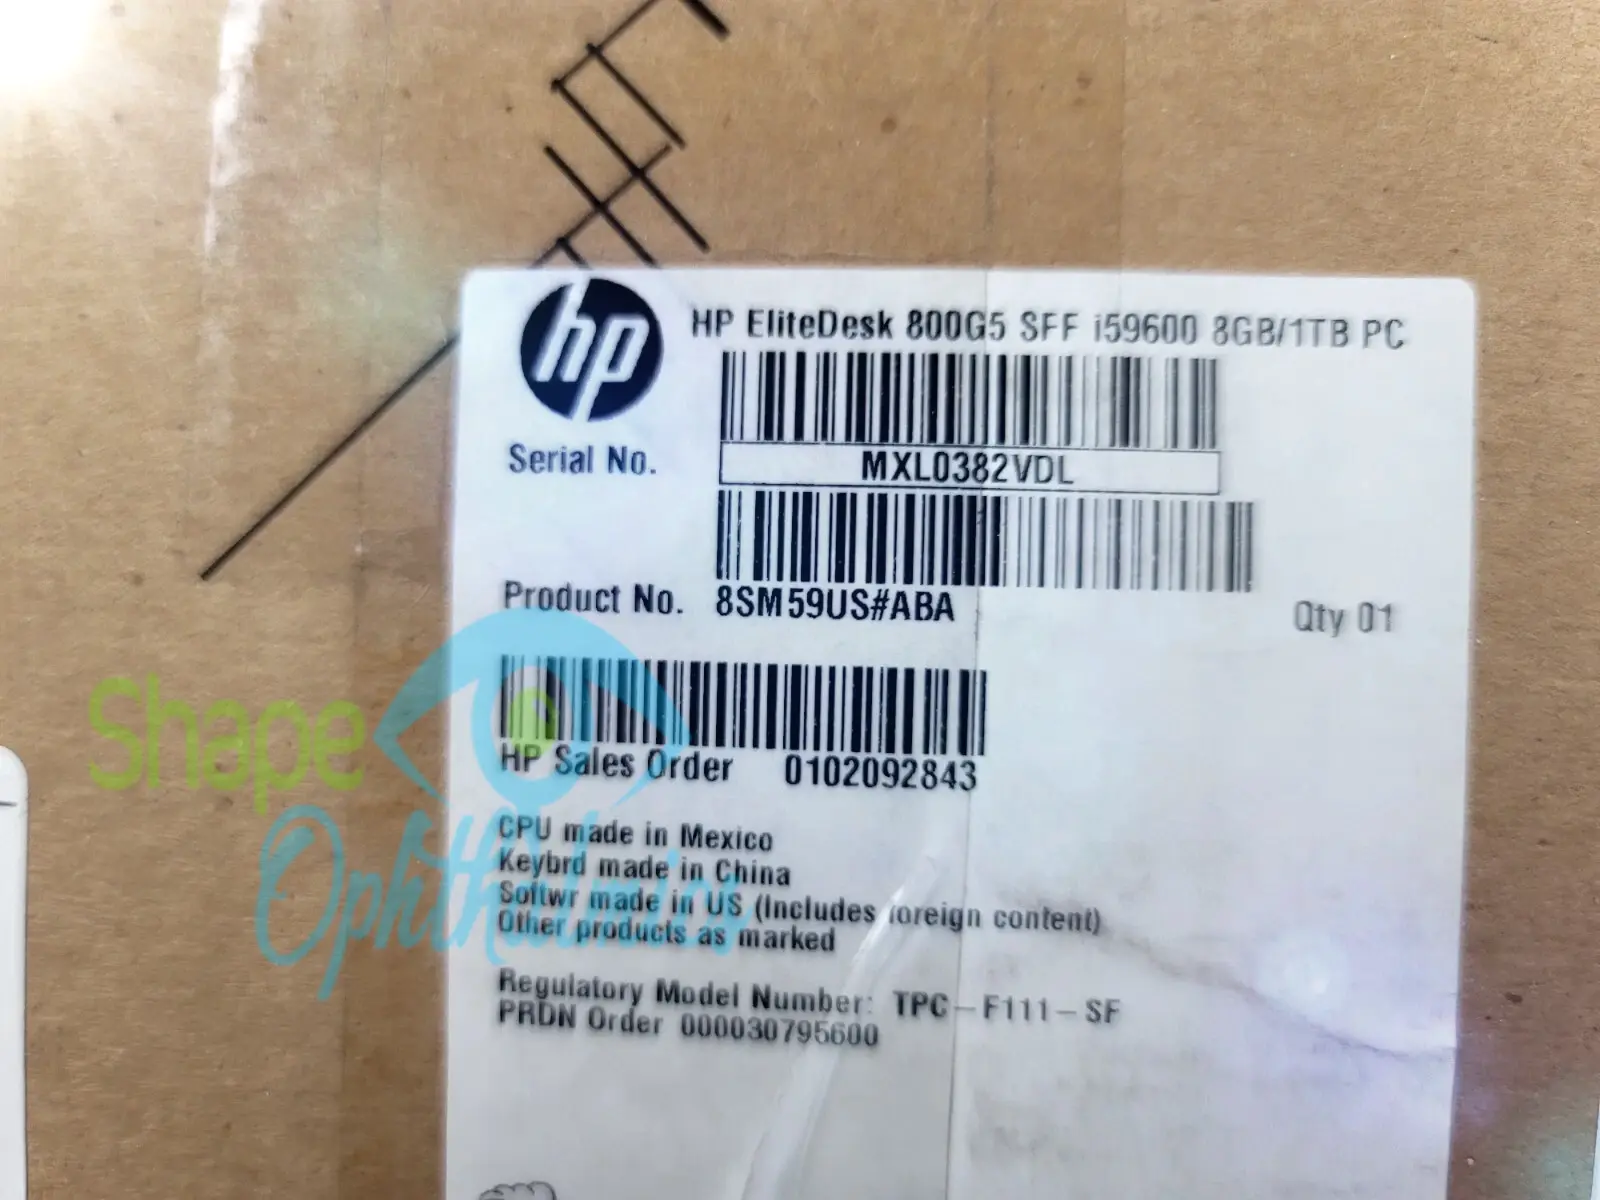 hp
HP EliteDesk 800G5 SFF i59600 8GB/1TB PC
Serial No.
MXL0382VDL
Product No. 8SM59US#ABA
Qty 01
HP Sales Order 0102092843
CPU made in Mexico
Keybrd made in China
Softwr made in US (Includes foreign content)
Other products as marked
Regulatory Model Number: TPC-F111-SF
PRDN Order 000030795600
Shape
Ophthalmics